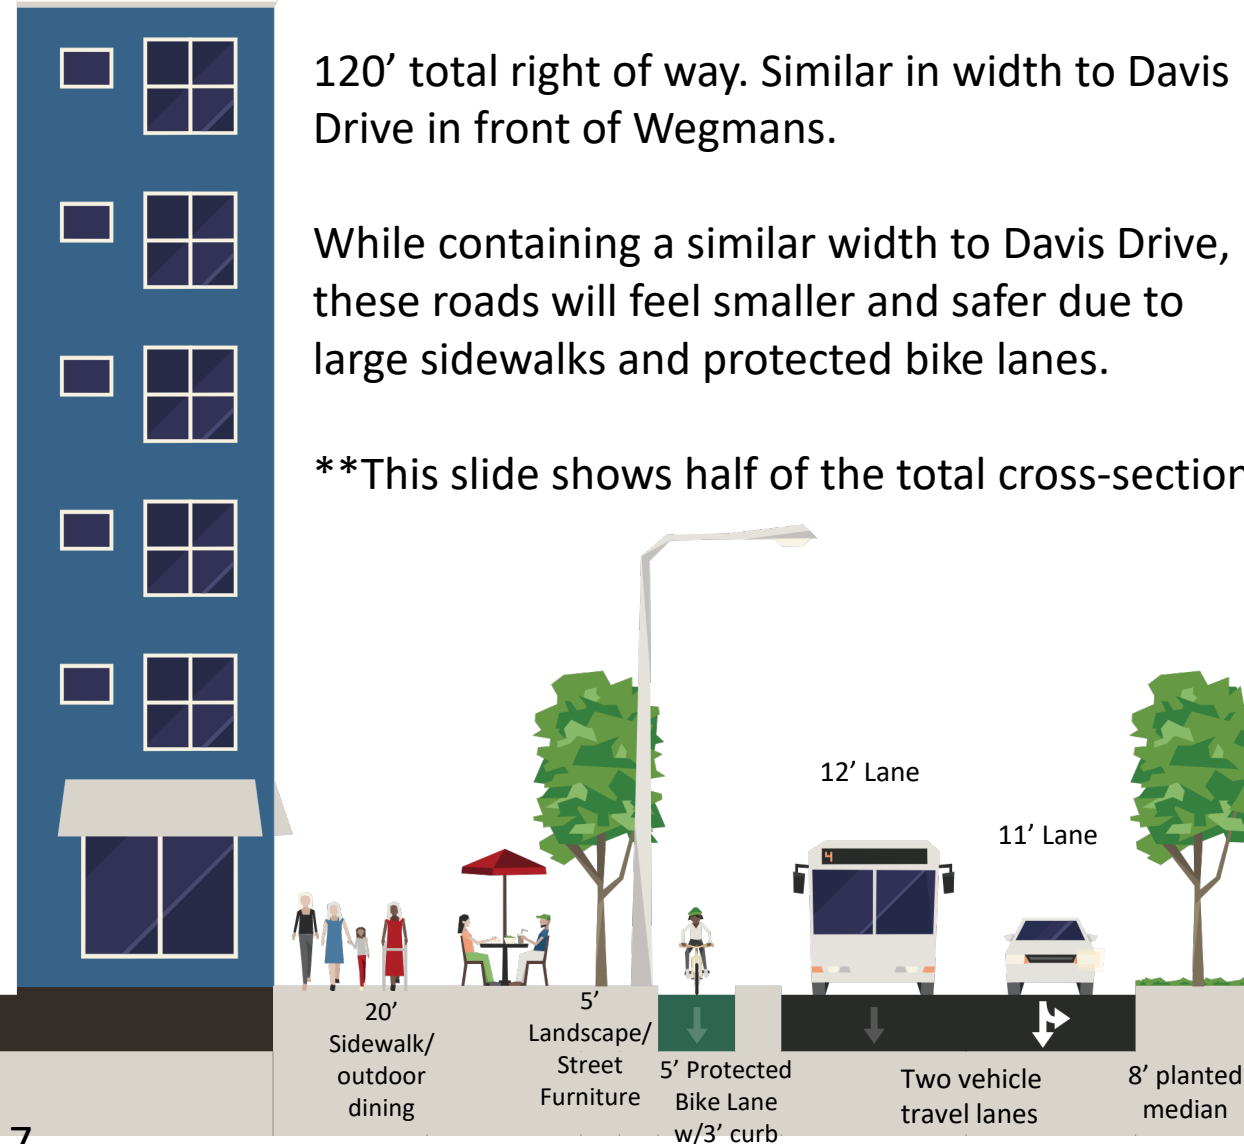 120’ total right of way. Similar in width to Davis
Drive in front of Wegmans.
While containing a similar width to Davis Drive,
these roads will feel smaller and safer due to
large sidewalks and protected bike lanes.
**This slide shows half of the total cross-section
12’ Lane
11’ Lane
4
20’
Sidewalk/
outdoor
dining
5’
Landscape/
Street
Furniture
5’ Protected
Bike Lane
w/3’ curb
Two vehicle
travel lanes
8’ planted
median
7